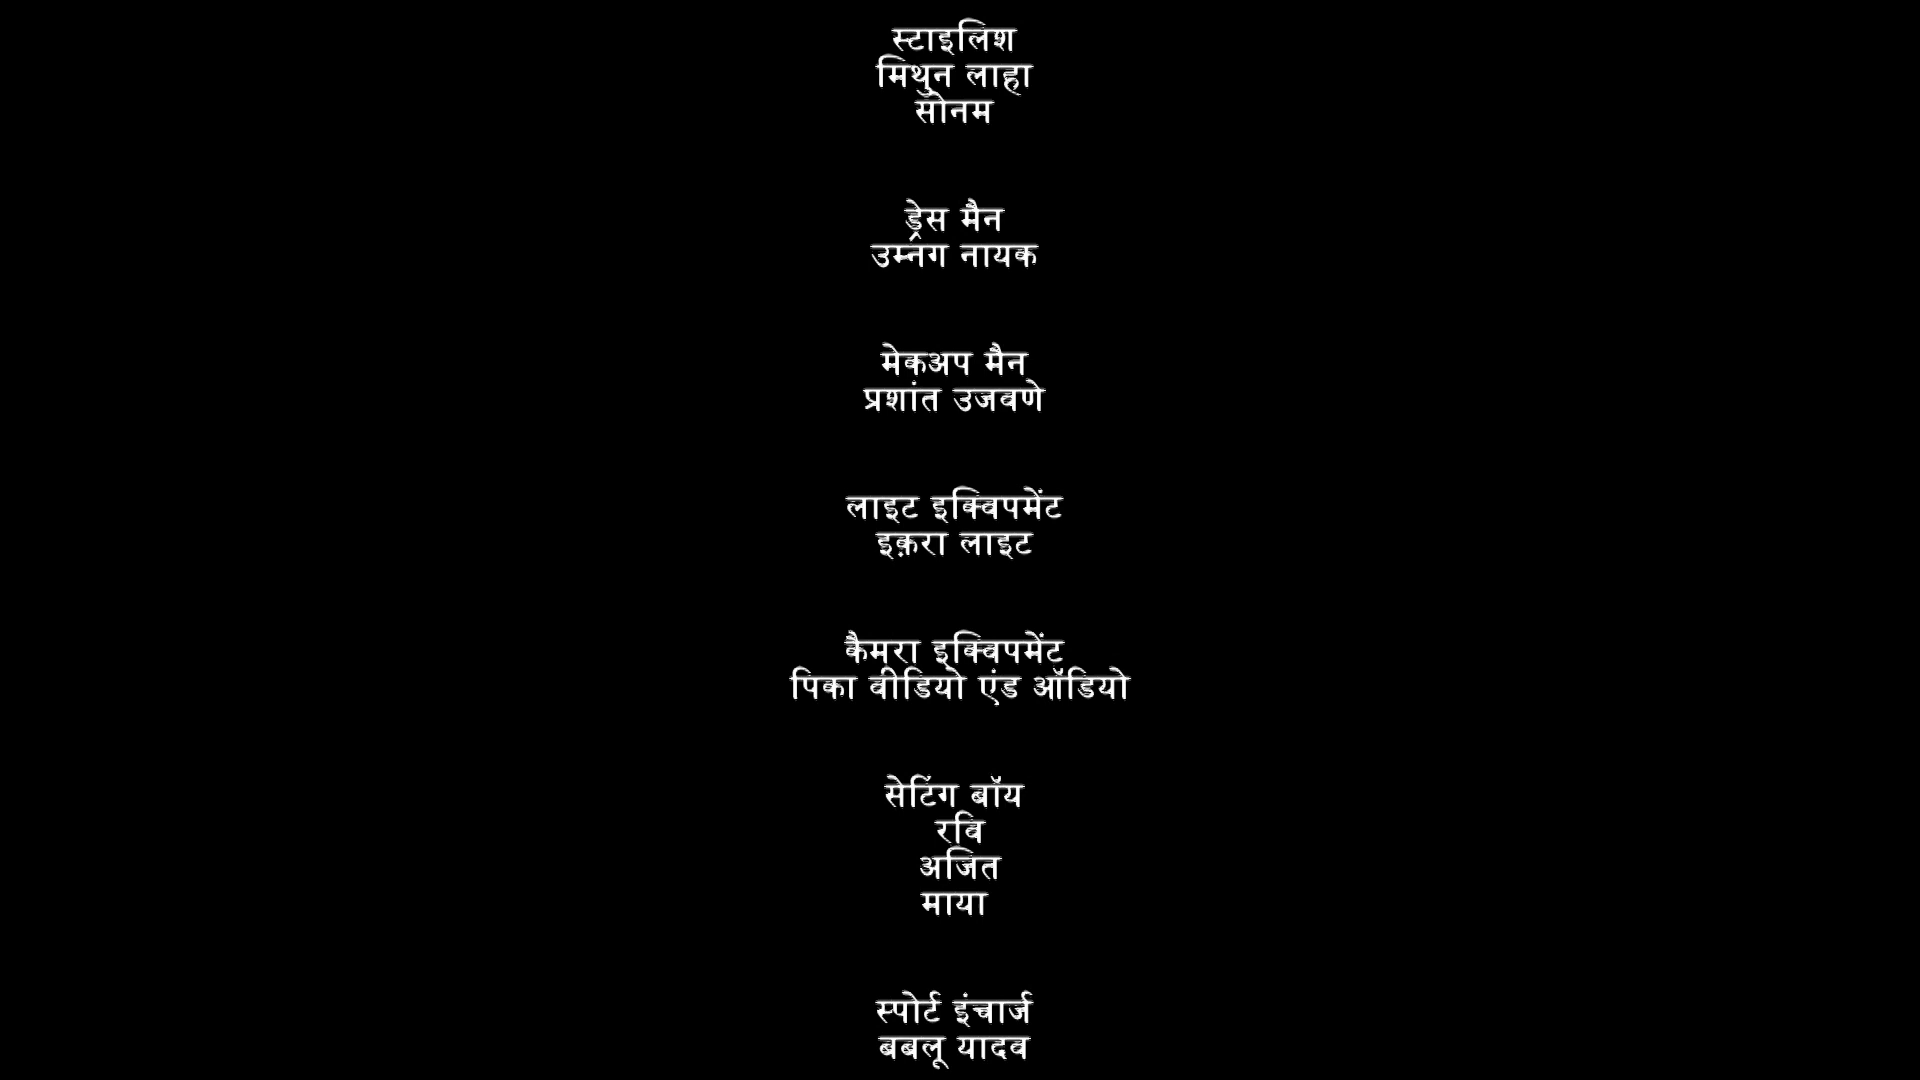 स्टाइलिश
मिथुन लाहा
सोनम
ड्रेस मैन
उम्नग नायक
मेकअप मैन
प्रशांत उजवणे
लाइट इक्विपमेंट
इक़रा लाइट
कैमरा इक्विपमेंट
पिका वीडियो एंड ऑडियो
सेटिंग बॉय
रवि
अजित
माया
स्पोर्ट इंचार्ज
बबलू यादव